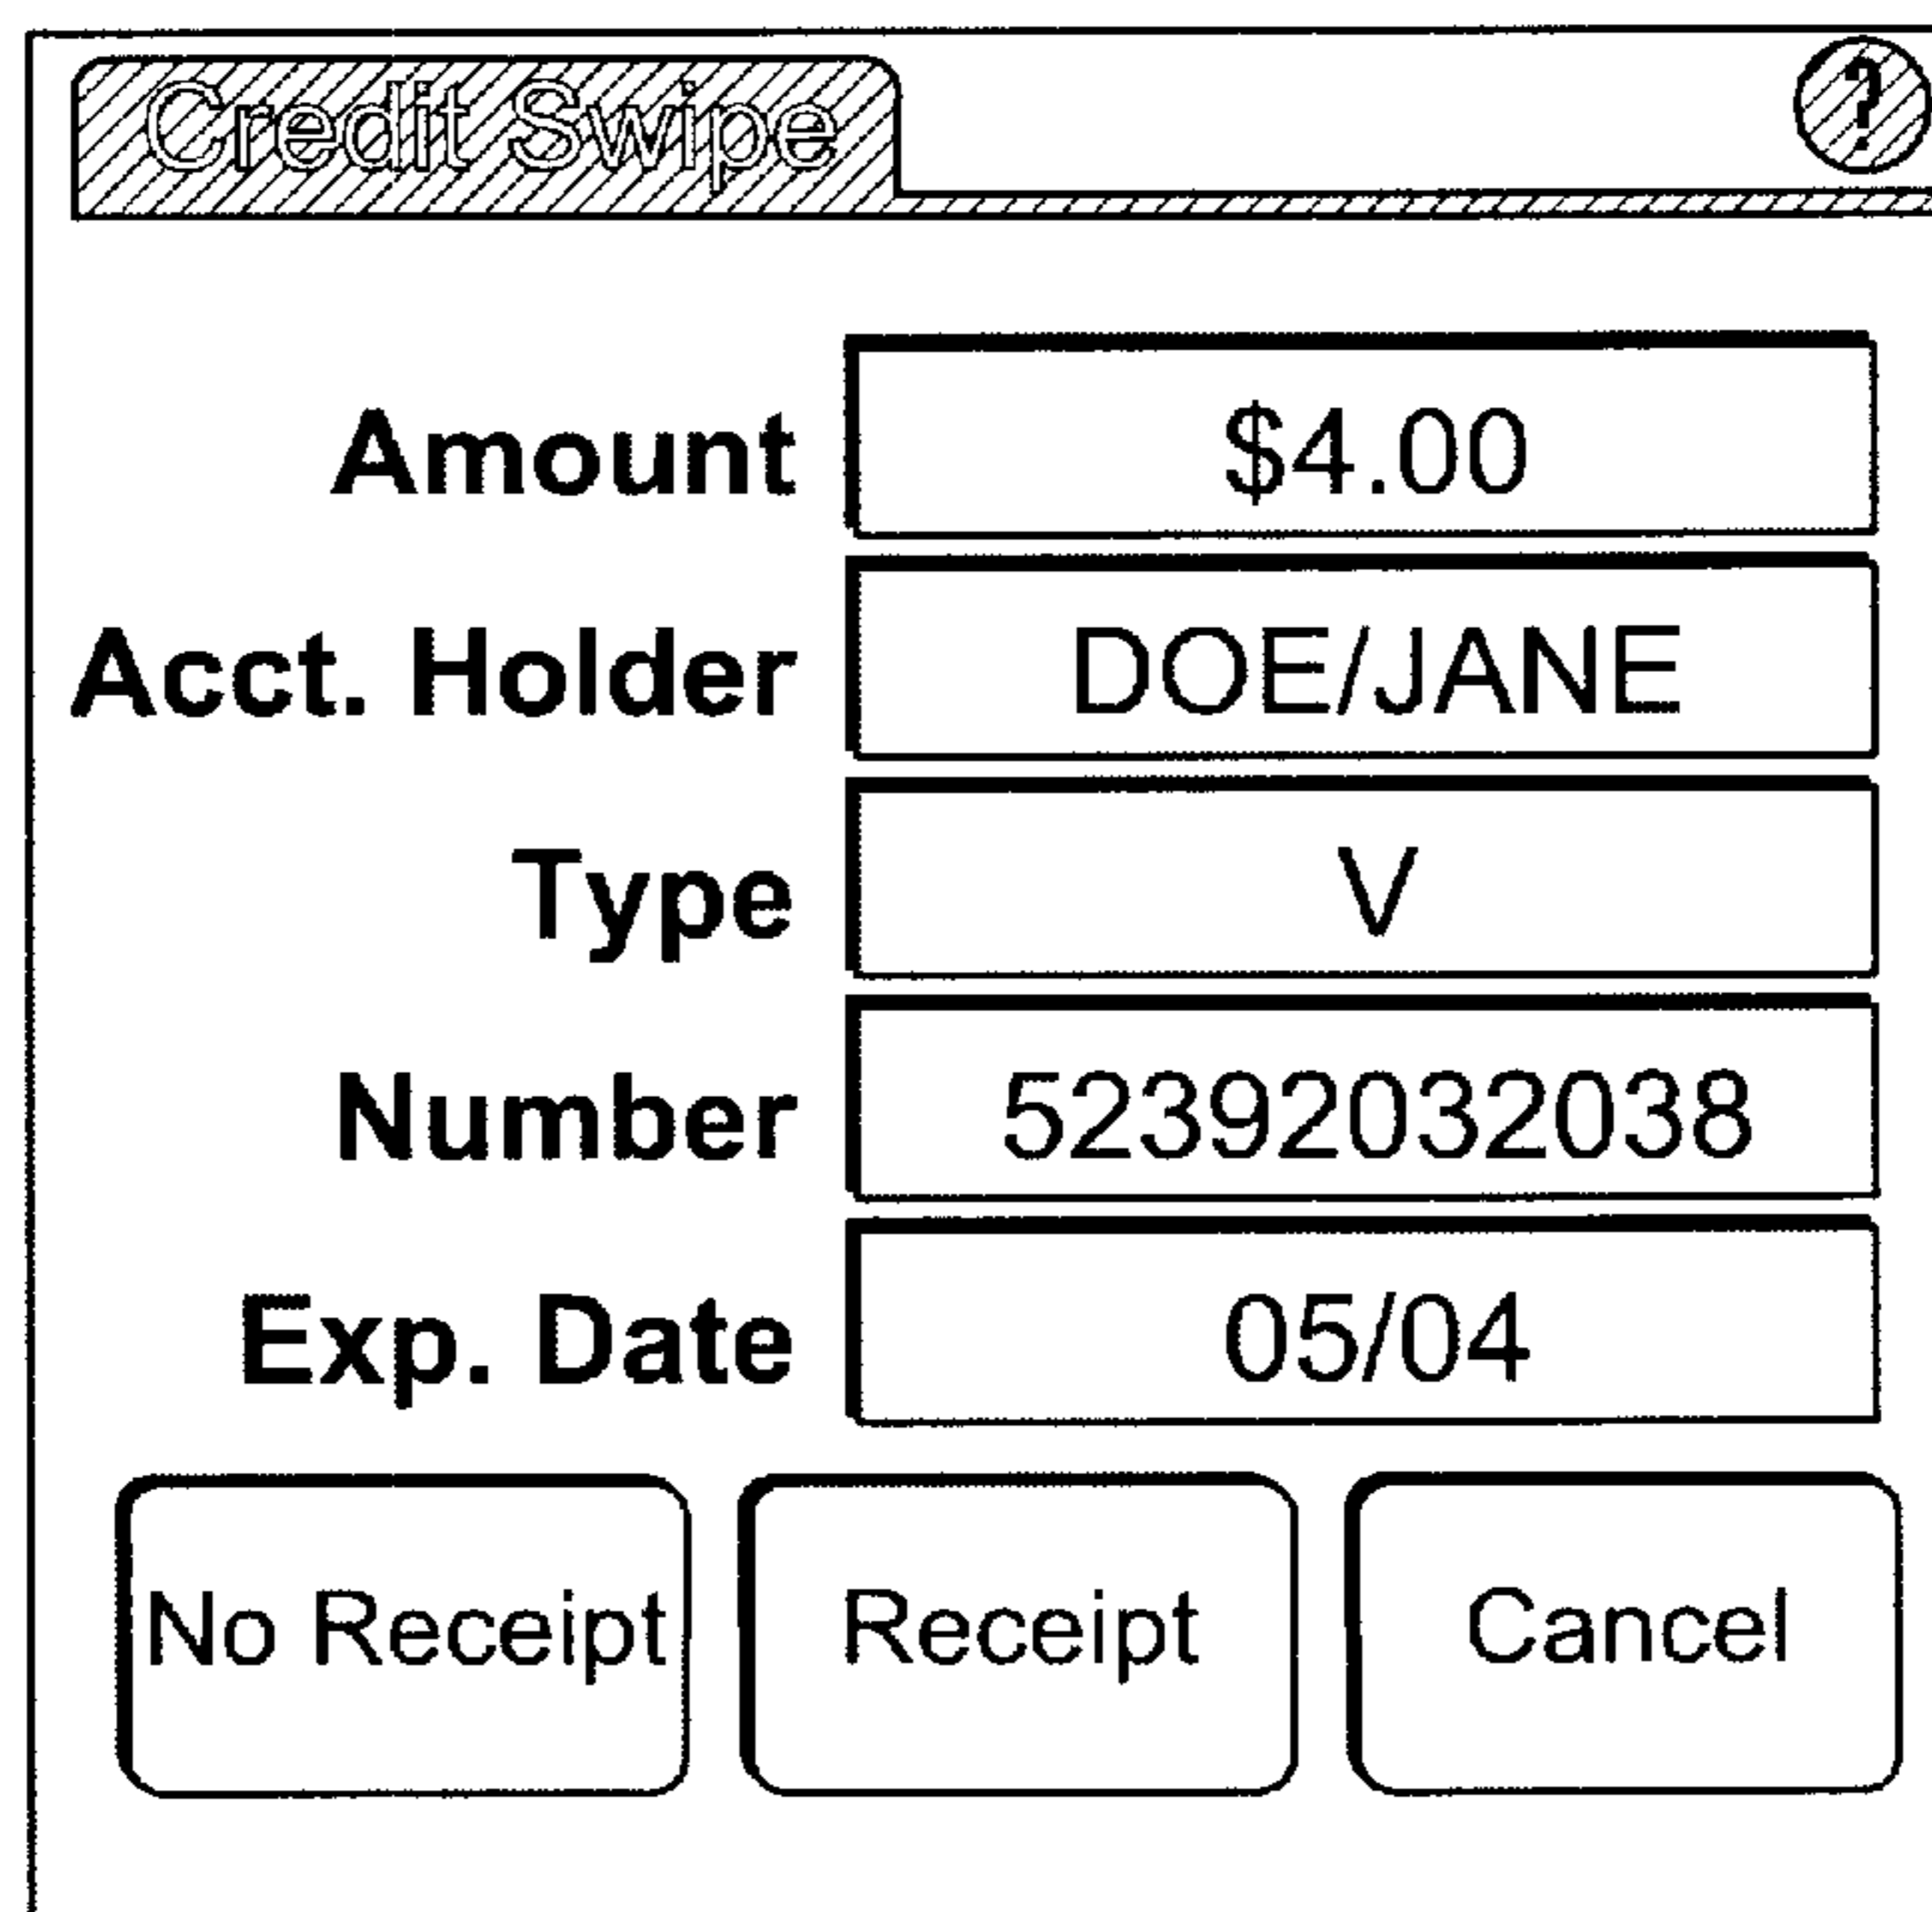 Credit Swipe ?
Amount $4.00
Acct. Holder DOE/JANE
Type V
Number 52392032038
Exp. Date 05/04
No Receipt Receipt Cancel